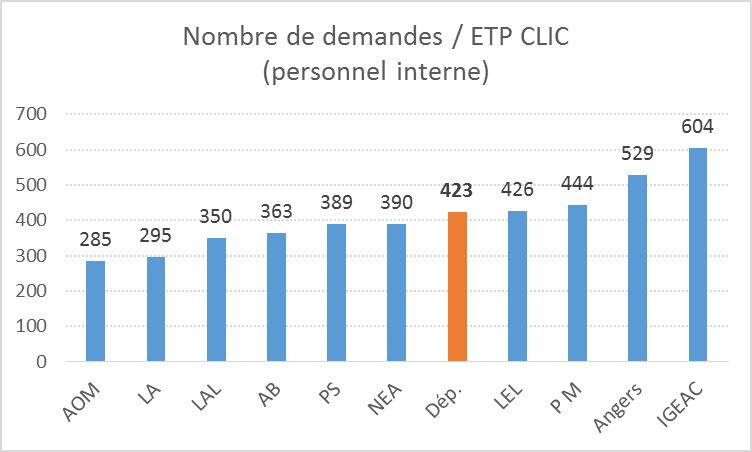 Nombre de demandes / ETP CLIC
(personnel interne)
700
600
500
400
300
200
100
0
285
295
350
363
389
390
423
426
444
529
604
AOM
LA
LAL
AB
PS
NEA
Dép.
LEL
P M
Angers
IGEAC